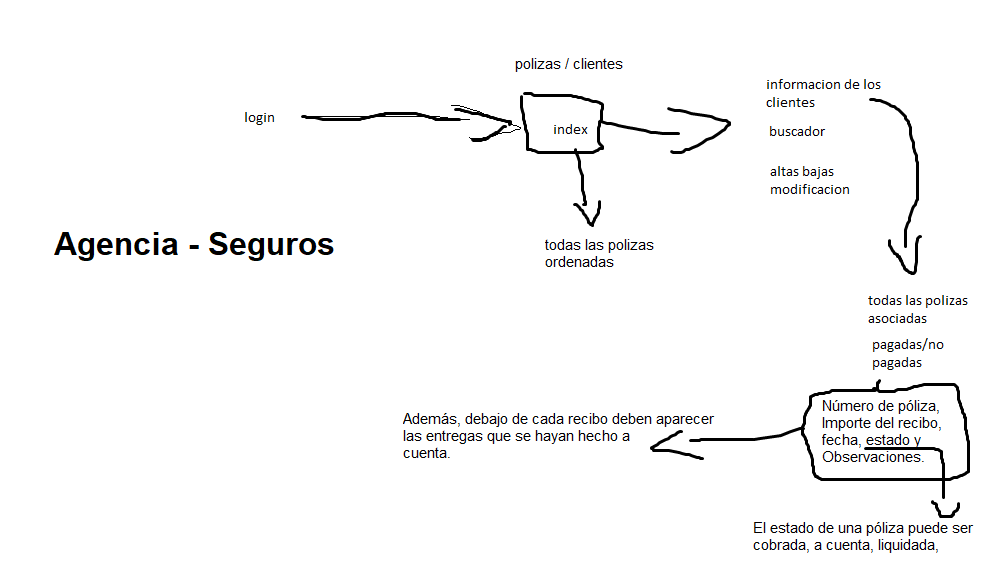 polizas / clientes
login
index
informacion de los
clientes
buscador
altas bajas
modificacion
Agencia - Seguros
todas las polizas
ordenadas
todas las polizas
asociadas
pagadas/no
pagadas
Número de póliza,
Importe del recibo,
fecha, estado y
Observaciones.
Además, debajo de cada recibo deben aparecer
las entregas que se hayan hecho a
cuenta.
El estado de una póliza puede ser
cobrada, a cuenta, liquidada,